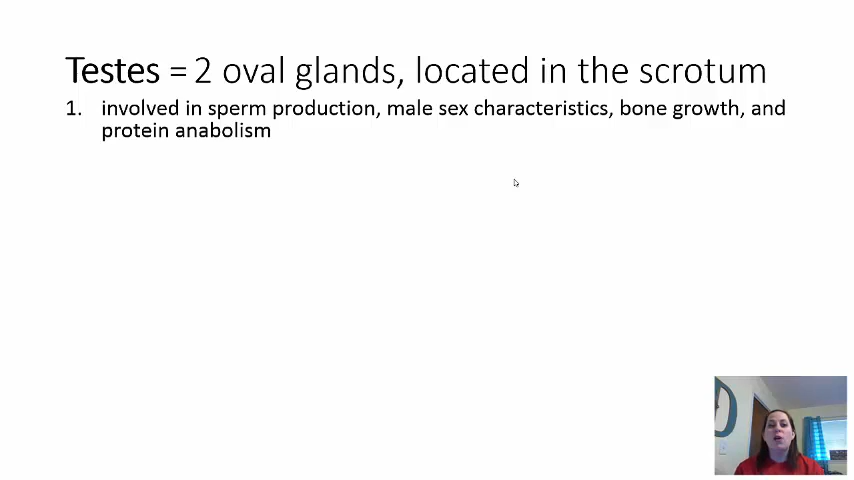 Testes = 2 oval glands, located in the scrotum
1. involved in sperm production, male sex characteristics, bone growth, and
protein anabolism